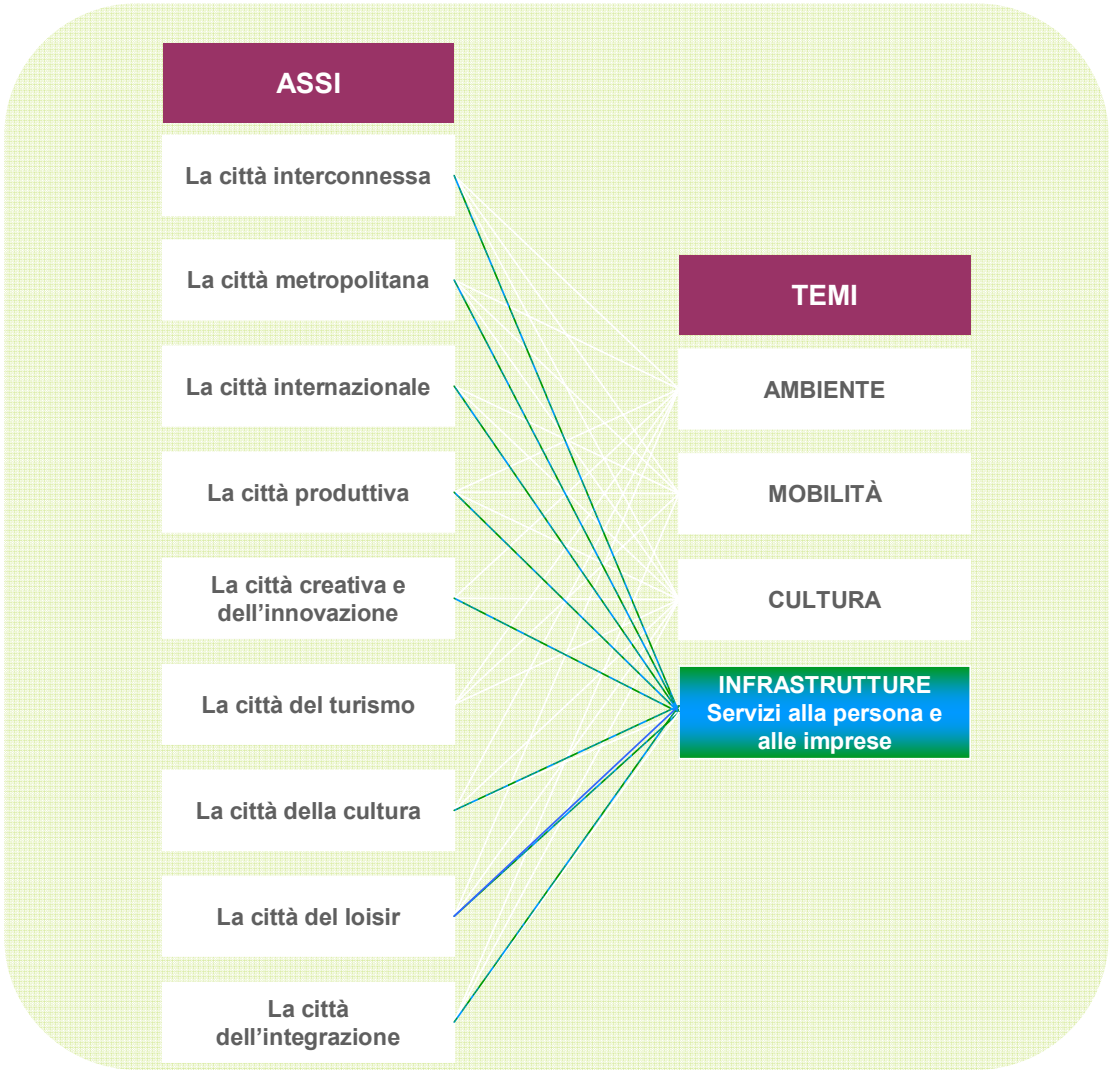 ASSI
La città interconnessa
La città metropolitana
La città internazionale
La città produttiva
La città creativa e
dell’innovazione
La città del turismo
La città della cultura
La città del loisir
La città
dell’integrazione
TEMI
AMBIENTE
MOBILITÀ
CULTURA
INFRASTRUTTURE
Servizi alla persona e
alle imprese